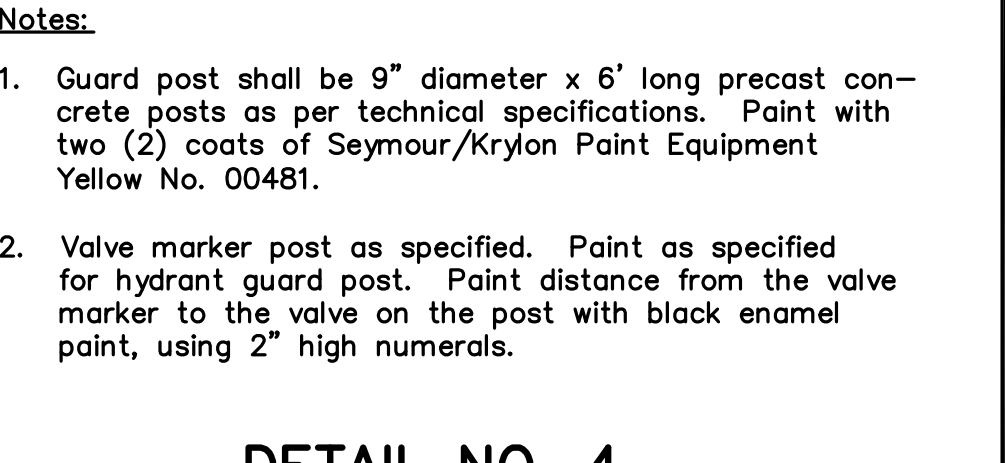 Notes:
1. Guard post shall be 9" diameter x 6' long precast con-
crete posts as per technical specifications. Paint with
two (2) coats of Seymour/Krylon Paint Equipment
Yellow No. 00481.
2. Valve marker post as specified. Paint as specified
for hydrant guard post. Paint distance from the valve
marker to the valve on the post with black enamel
paint, using 2" high numerals.
DETAIL NO. 4